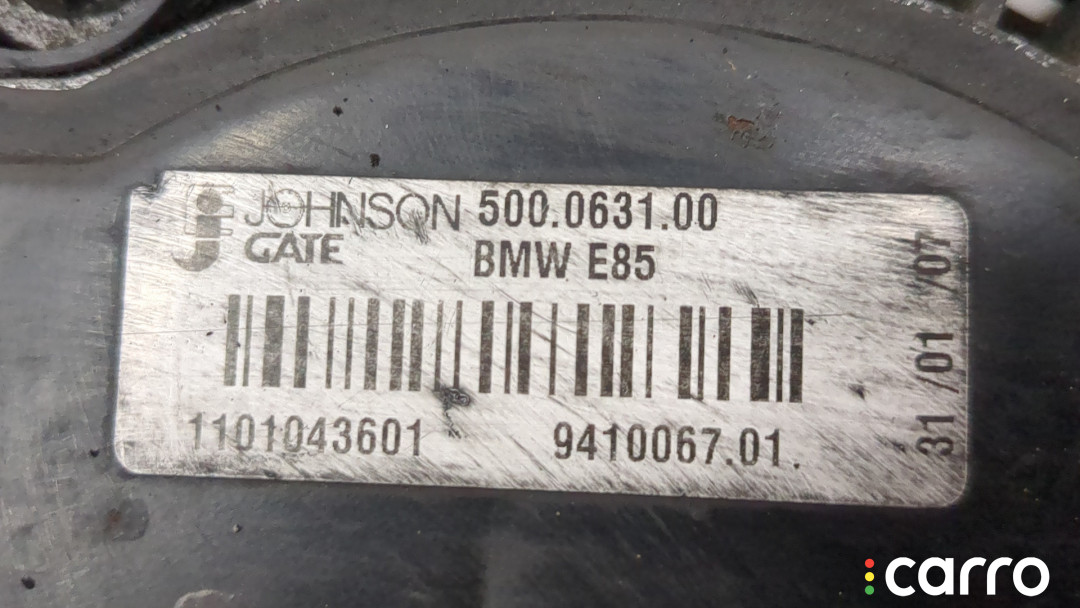 JOHNSON 500.0631.00
GATE BMW E85
1101043601 9410067.01.
31 /01 /07
carro